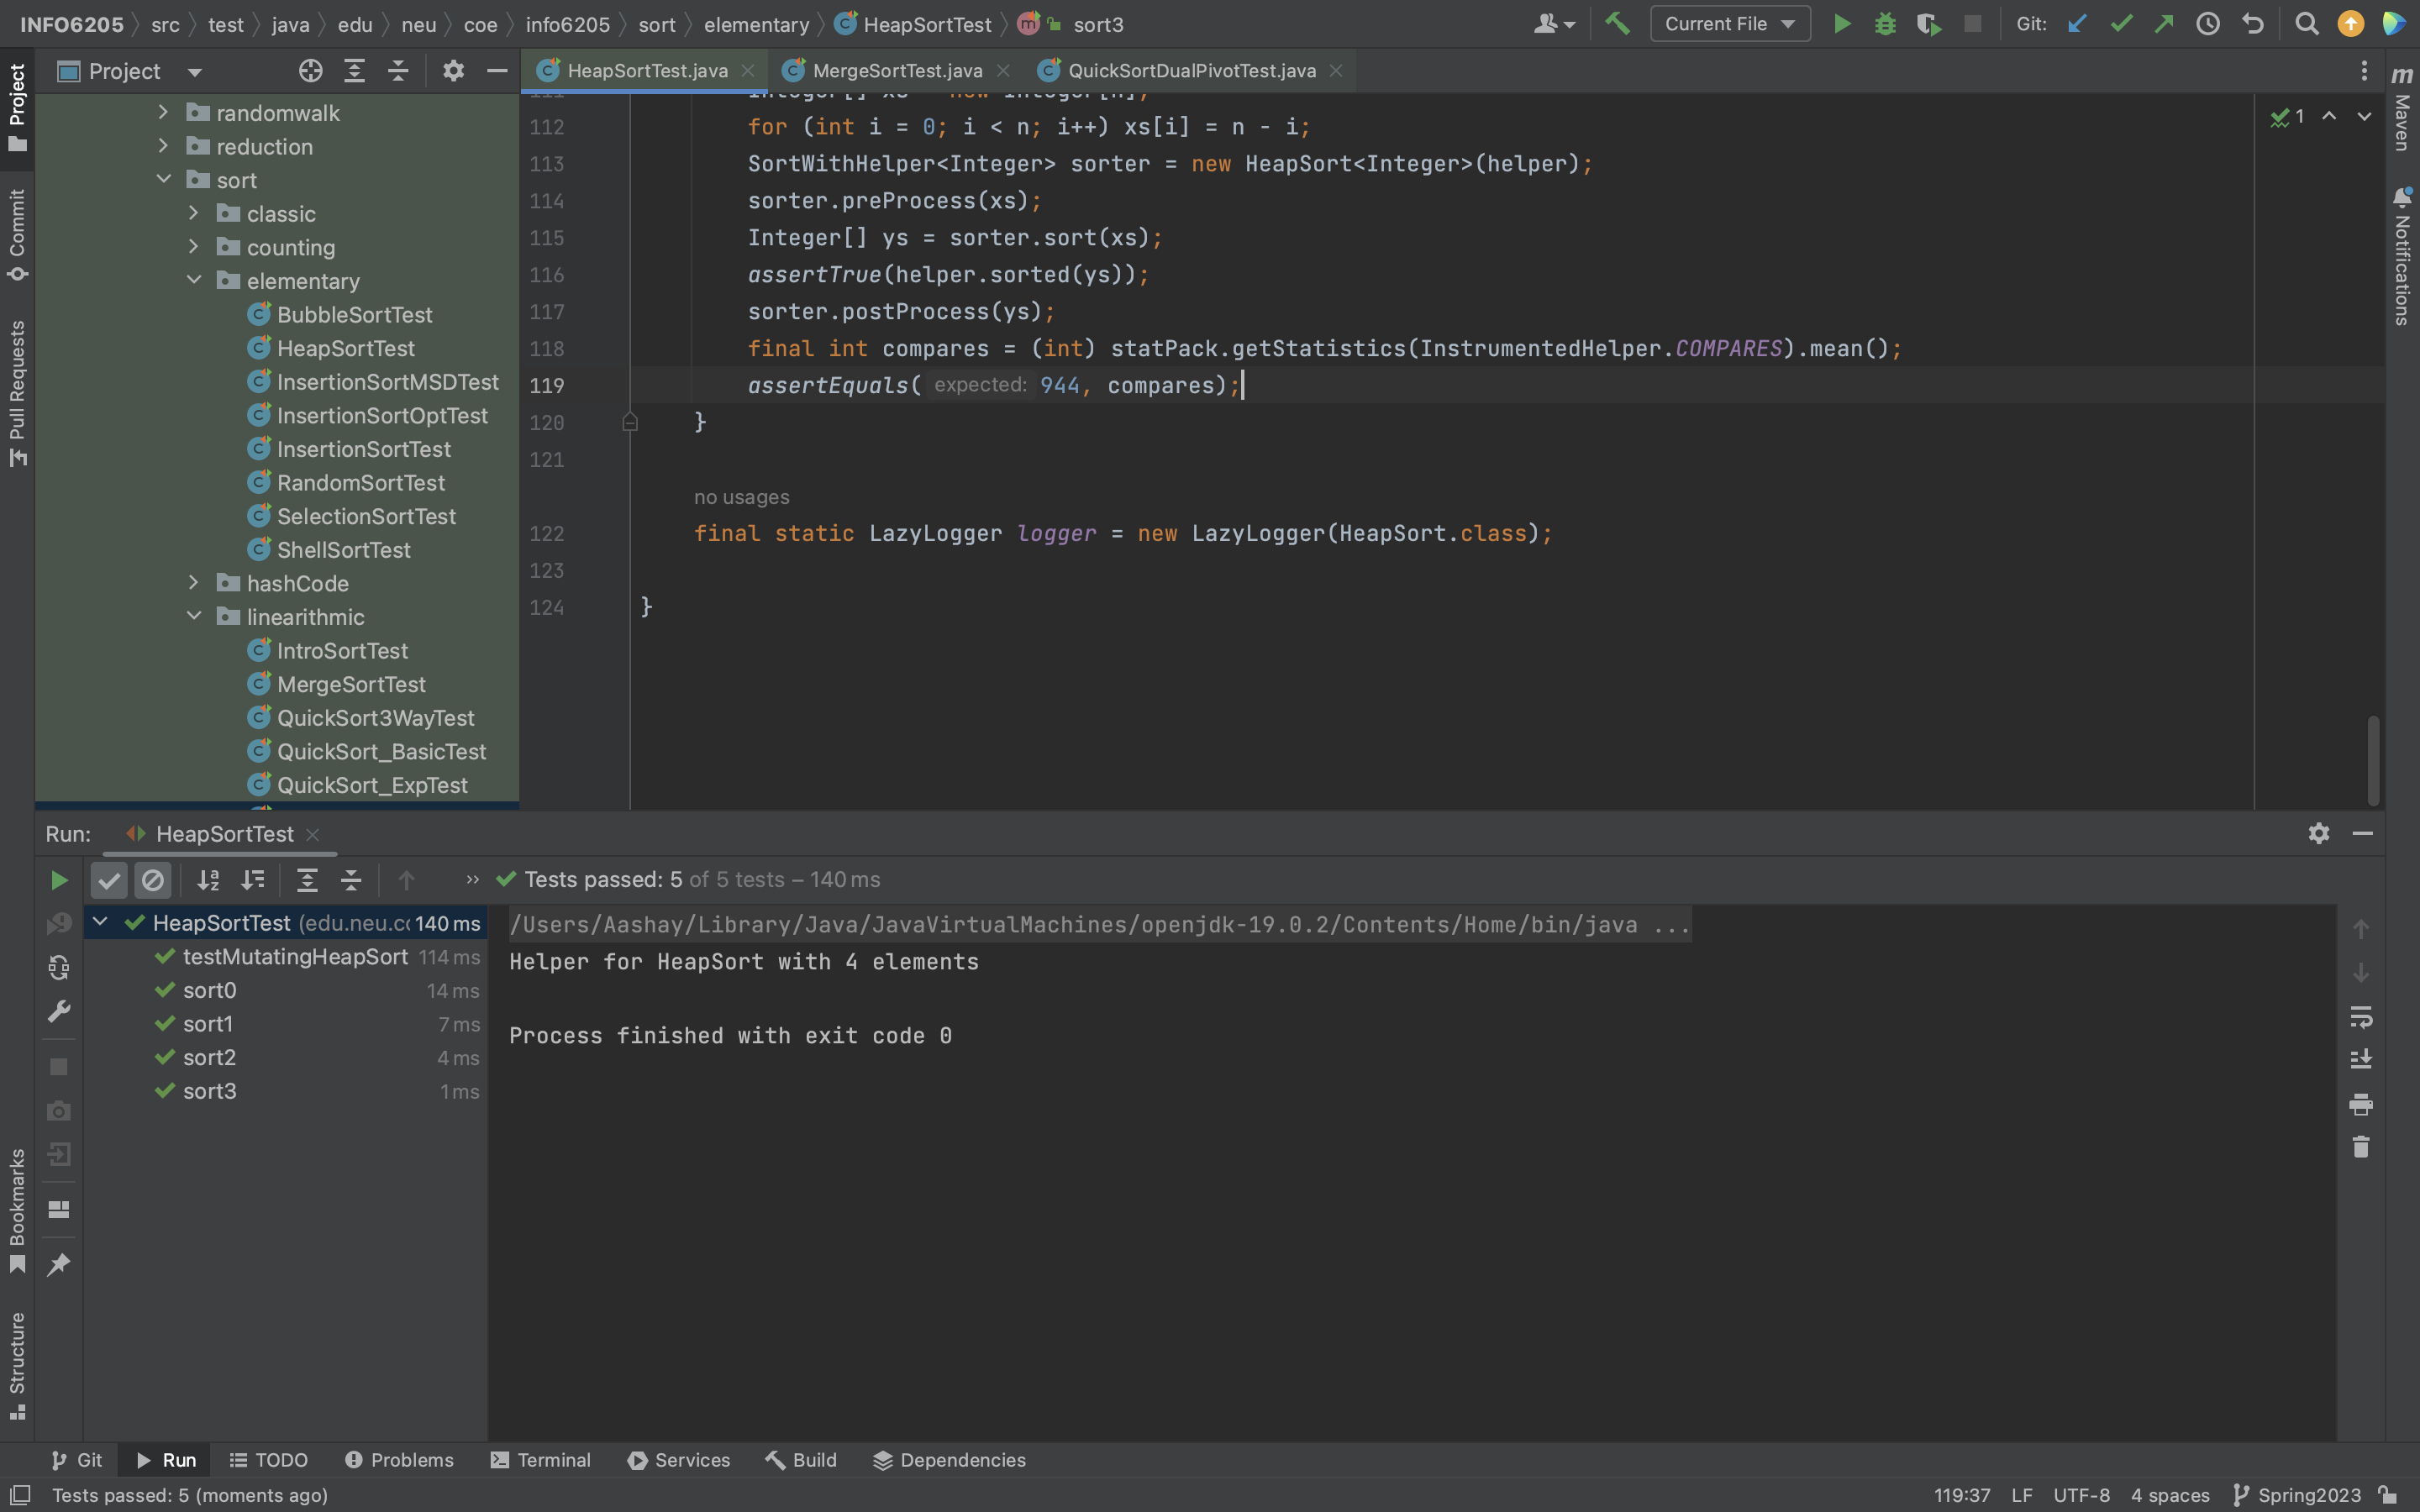 INFO6205 src test java edu neu coe info6205 sort elementary HeapSortTest sort3 Current File Git:
Project
HeapSortTest.java MergeSortTest.java QuickSortDualPivotTest.java
Project
Commit
Pull Requests
Bookmarks
Structure
randomwalk
reduction
sort
classic
counting
elementary
BubbleSortTest
HeapSortTest
InsertionSortMSDTest
InsertionSortOptTest
InsertionSortTest
RandomSortTest
SelectionSortTest
ShellSortTest
hashCode
linearithmic
IntroSortTest
MergeSortTest
QuickSort3WayTest
QuickSort_BasicTest
QuickSort_ExpTest
112 for (int i = 0; i < n; i++) xs[i] = n - i;
113 SortWithHelper<Integer> sorter = new HeapSort<Integer>(helper);
114 sorter.preProcess(xs);
115 Integer[] ys = sorter.sort(xs);
116 assertTrue(helper.sorted(ys));
117 sorter.postProcess(ys);
118 final int compares = (int) statPack.getStatistics(InstrumentedHelper.COMPARES).mean();
119 assertEquals( expected: 944, compares);
120 }
121
no usages
122 final static LazyLogger logger = new LazyLogger(HeapSort.class);
123
124 }
1
Maven
Notifications
Run: HeapSortTest
Tests passed: 5 of 5 tests – 140 ms
HeapSortTest (edu.neu.cc 140 ms
testMutatingHeapSort 114 ms
sort0 14 ms
sort1 7 ms
sort2 4 ms
sort3 1 ms
/Users/Aashay/Library/Java/JavaVirtualMachines/openjdk-19.0.2/Contents/Home/bin/java ...
Helper for HeapSort with 4 elements
Process finished with exit code 0
Git Run TODO Problems Terminal Services Build Dependencies
Tests passed: 5 (moments ago) 119:37 LF UTF-8 4 spaces Spring2023